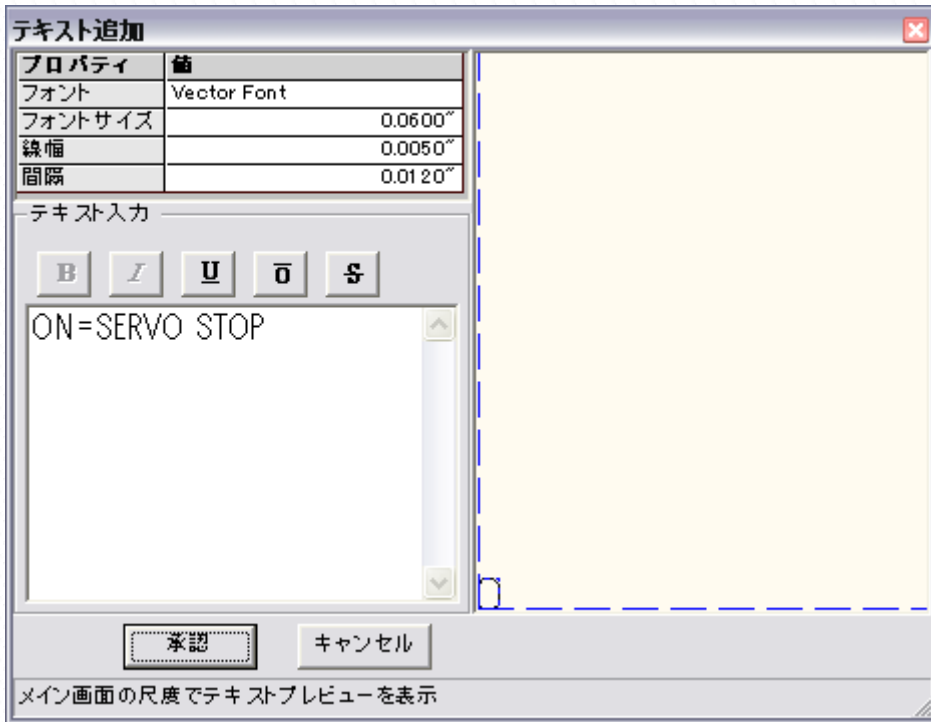 テキスト追加
プロパティ 値
フォント Vector Font
フォントサイズ 0.0600"
線幅 0.0050"
間隔 0.0120"
テキスト入力
B I U O S
ON=SERVO STOP
承認 キャンセル
メイン画面の尺度でテキストプレビューを表示